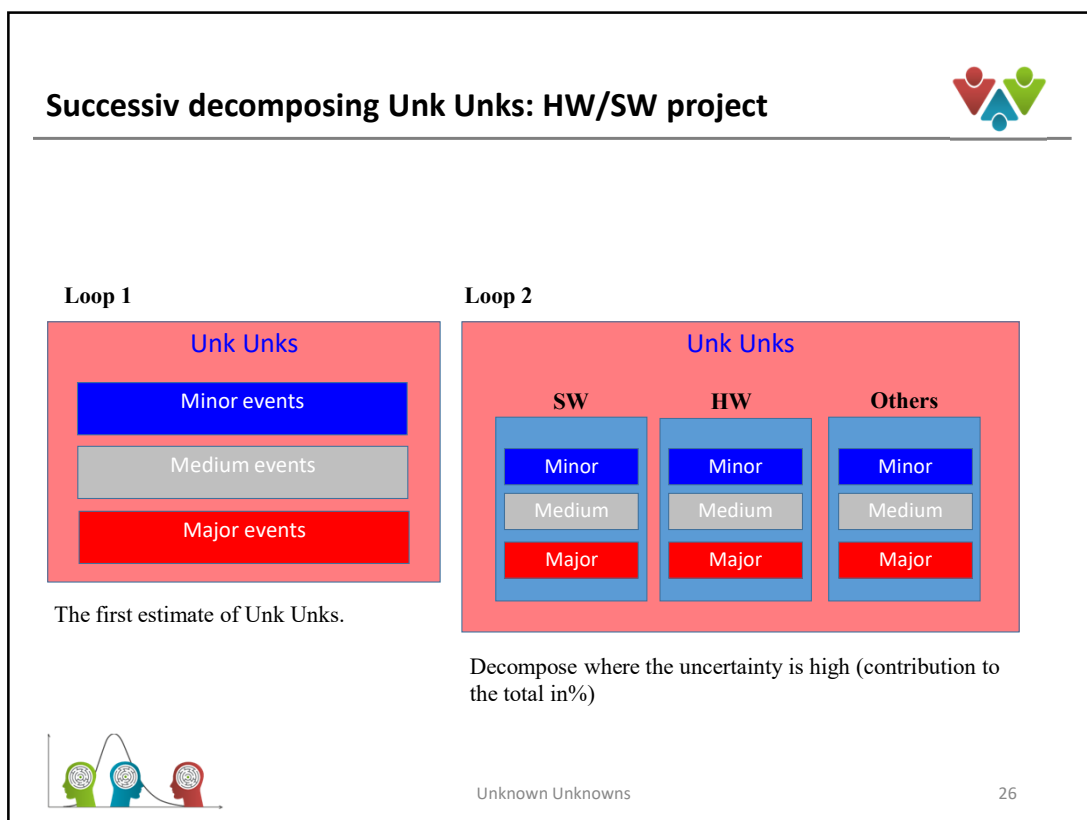 Successiv decomposing Unk Unks: HW/SW project
Loop 1
Unk Unks
Minor events
Medium events
Major events
The first estimate of Unk Unks.
Loop 2
Unk Unks
SW
HW
Others
Minor
Minor
Minor
Medium
Medium
Medium
Major
Major
Major
Decompose where the uncertainty is high (contribution to
the total in%)
Unknown Unknowns
26